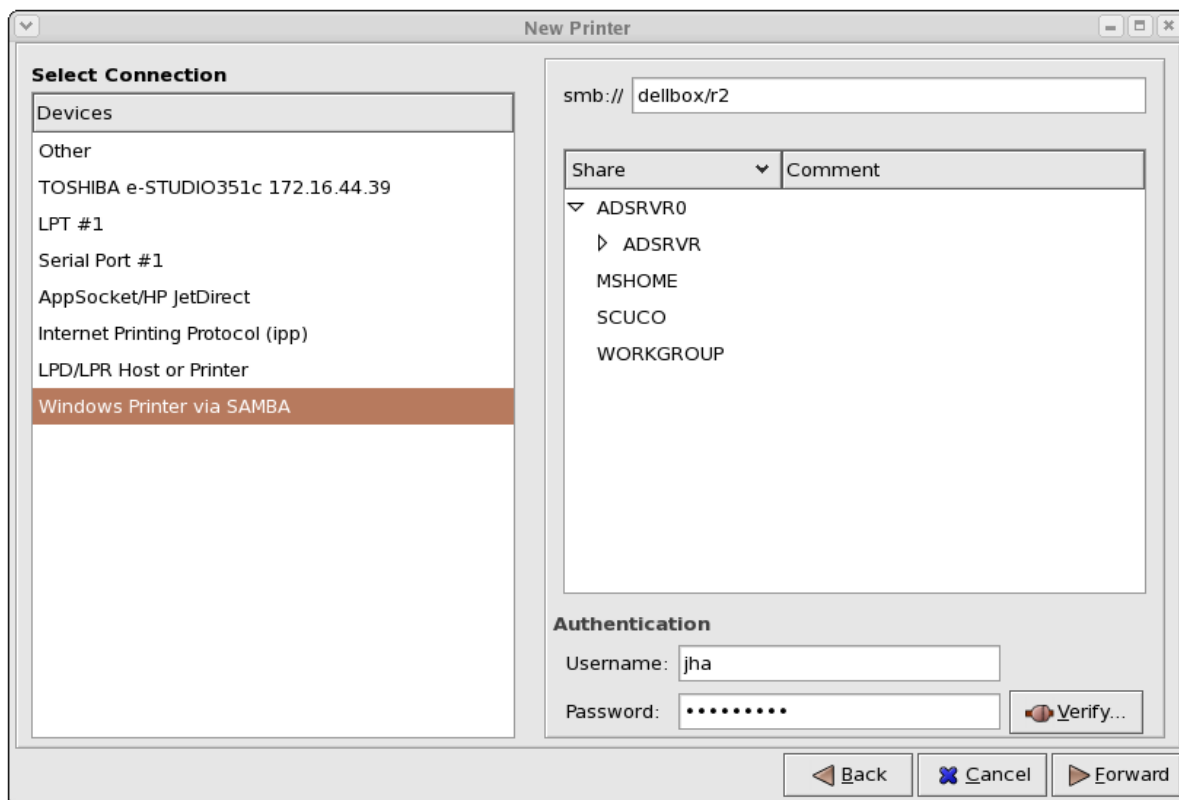 New Printer
Select Connection
Devices
Other
TOSHIBA e-STUDIO351c 172.16.44.39
LPT #1
Serial Port #1
AppSocket/HP JetDirect
Internet Printing Protocol (ipp)
LPD/LPR Host or Printer
Windows Printer via SAMBA
smb:// dellbox/r2
Share Comment
ADSRVR0
ADSRVR
MSHOME
SCUCO
WORKGROUP
Authentication
Username: jha
Password: •••••••••
Verify...
Back Cancel Forward